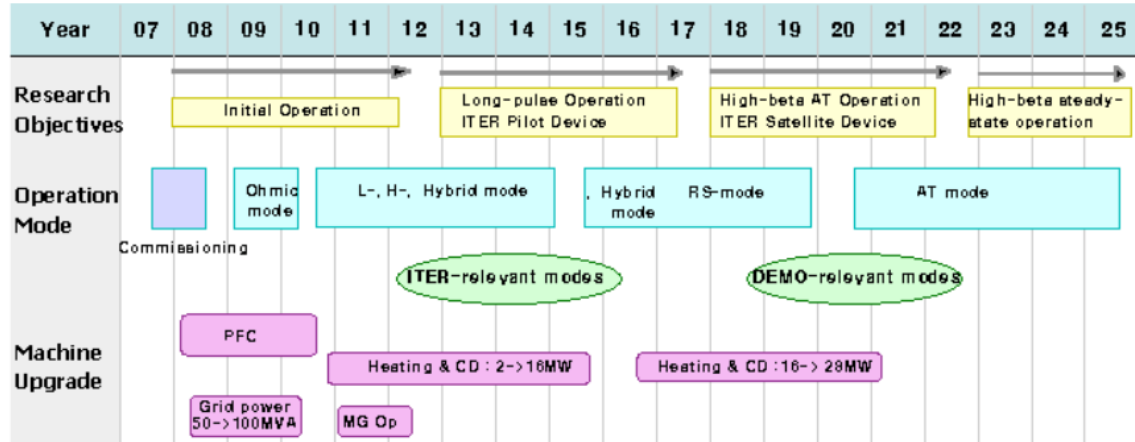 Year 07 08 09 10 11 12 13 14 15 16 17 18 19 20 21 22 23 24 25
Research
Objectives
Initial Operation
Long-pulse Operation
ITER Pilot Device
High-beta AT Operation
ITER Satellite Device
High-beta steady-
state operation
Operation
Mode
Commissioning
Ohmic
mode
L-, H-, Hybrid mode
, Hybrid RS-mode
mode
AT mode
ITER-relevant modes
DEMO-relevant modes
Machine
Upgrade
PFC
Heating & CD : 2->16MW
Heating & CD :16-> 29MW
Grid power
50->100MVA
MG Op